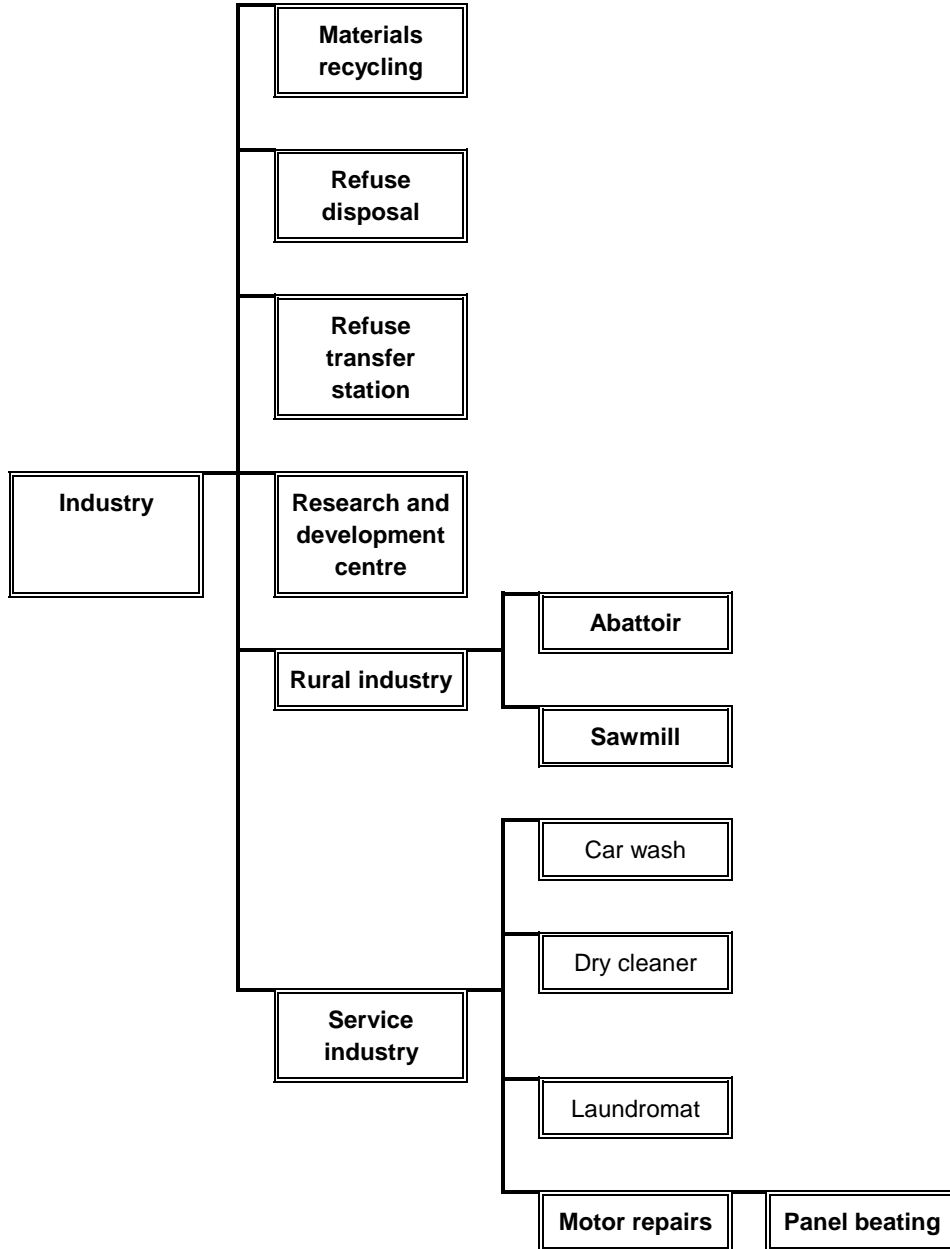 Materials
recycling
Refuse
disposal
Refuse
transfer
station
Industry
Research and
development
centre
Abattoir
Rural industry
Sawmill
Car wash
Dry cleaner
Service
industry
Laundromat
Motor repairs
Panel beating